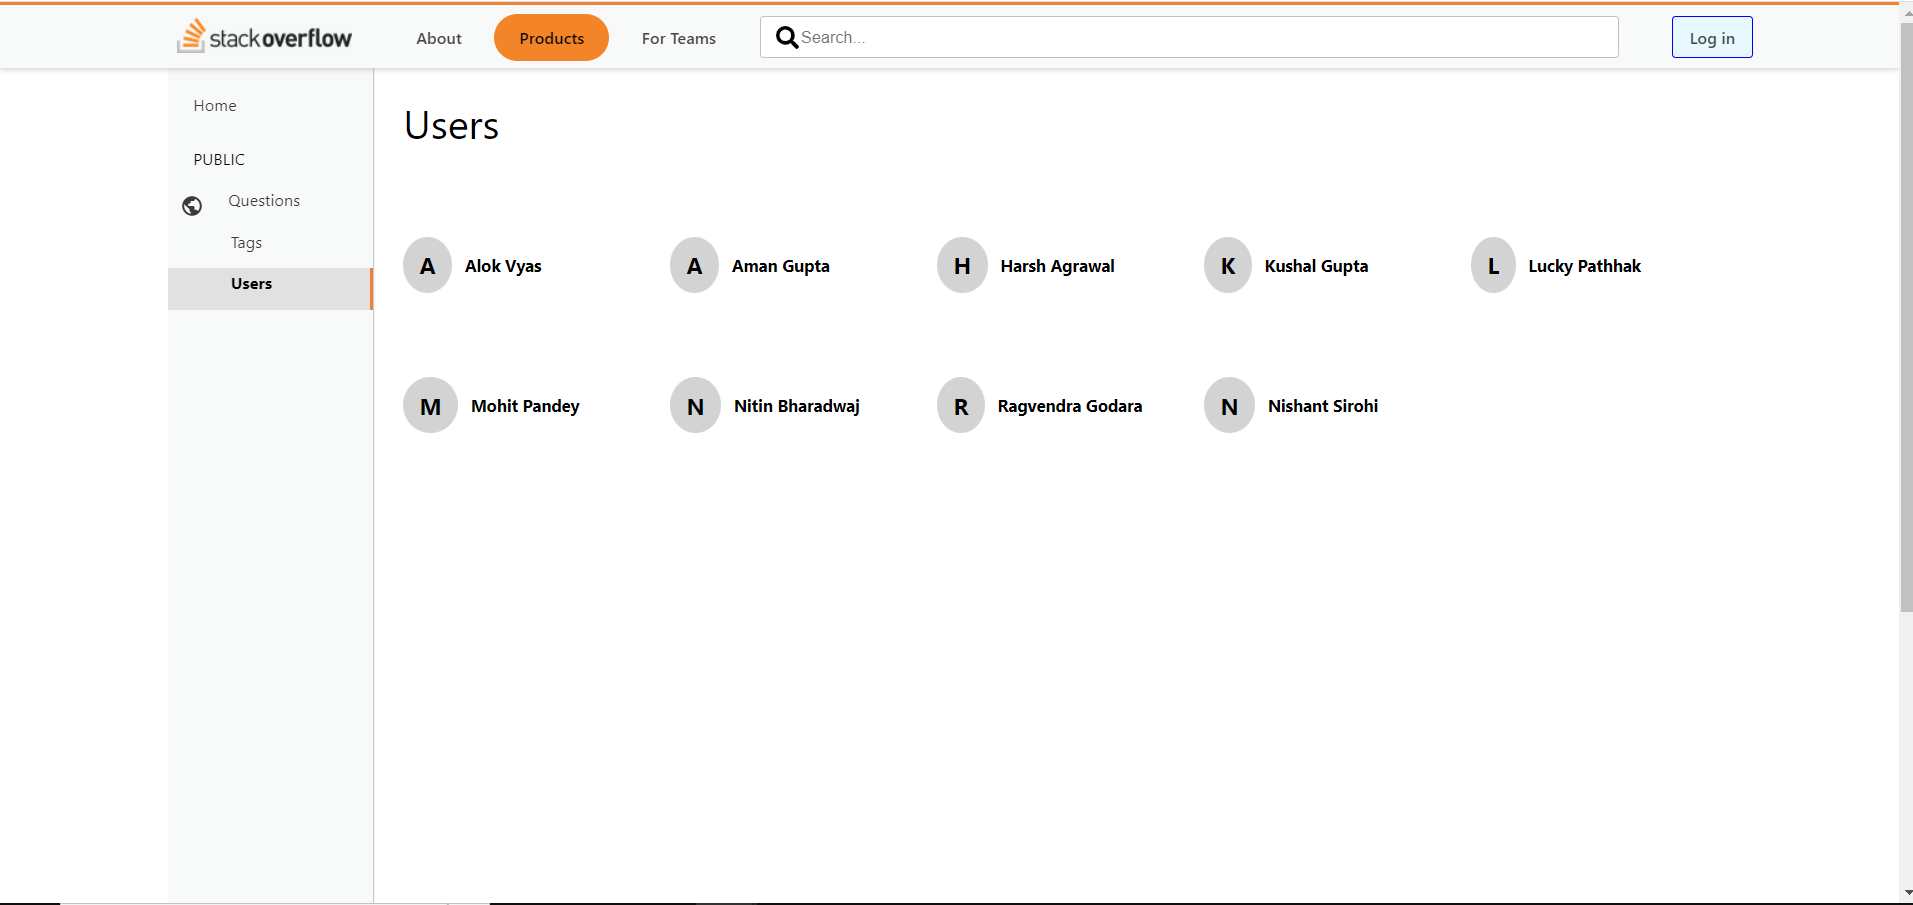 stackoverflow About Products For Teams Search... Log in
Home
Users
PUBLIC
Questions
Tags
Users
A Alok Vyas A Aman Gupta H Harsh Agrawal K Kushal Gupta L Lucky Pathhak
M Mohit Pandey N Nitin Bharadwaj R Ragvendra Godara N Nishant Sirohi